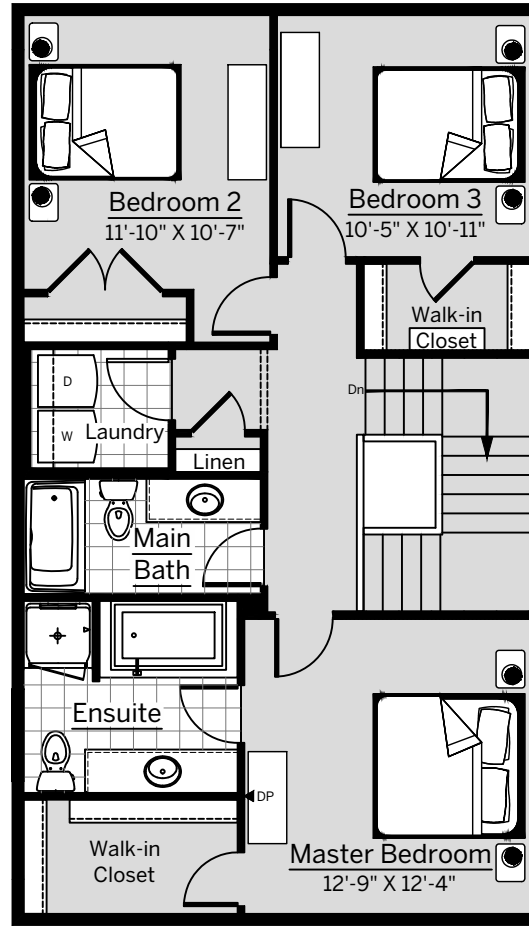 Bedroom 2
11'-10" X 10'-7"
Bedroom 3
10'-5" X 10'-11"
Walk-in
Closet
D
W
Laundry
Linen
Dn
Main
Bath
Ensuite
DP
Walk-in
Closet
Master Bedroom
12'-9" X 12'-4"